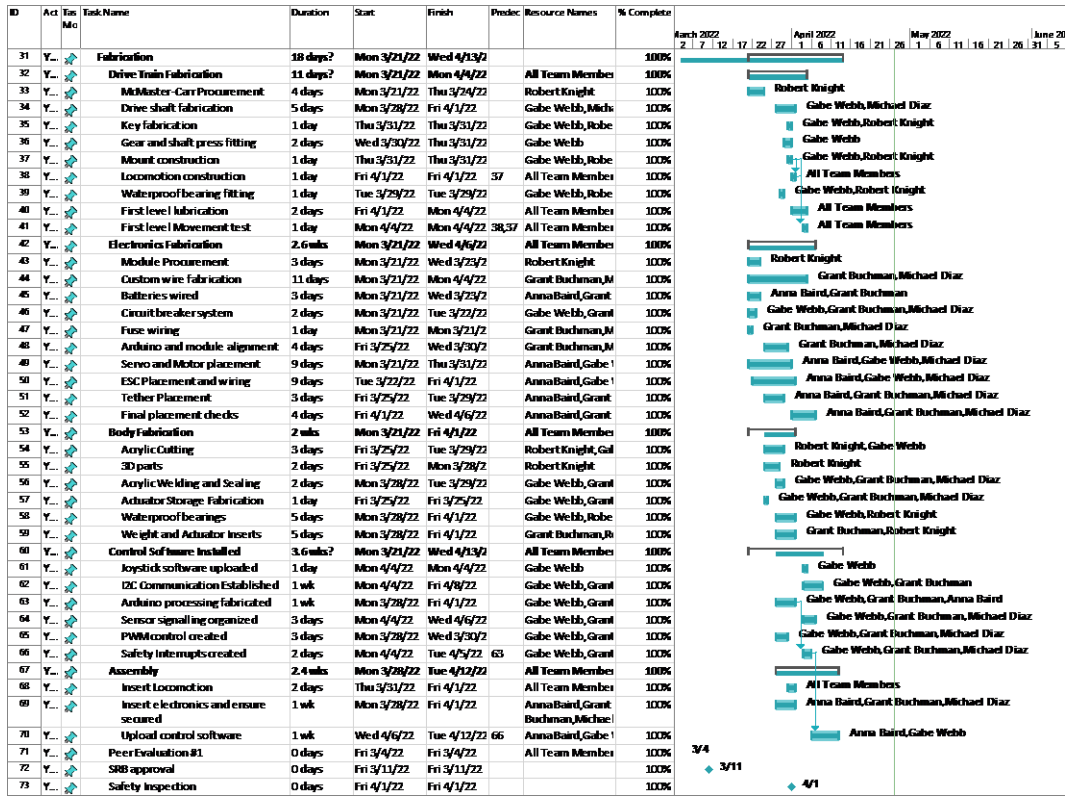 ID Act Tas Mo Task Name Duration Start Finish Predec Resource Names % Complete
March 2022 April 2022 May 2022 June 20
2 7 12 17 22 27 1 6 11 16 21 26 1 6 11 16 21 26 31 5
31 Y... Fabrication 18 days? Mon 3/21/22 Wed 4/13/2 100%
32 Y... Drive Train Fabrication 11 days? Mon 3/21/22 Mon 4/4/22 All Team Member 100%
33 Y... McMaster-Carr Procurement 4 days Mon 3/21/22 Thu 3/24/22 Robert Knight 100% Robert Knight
34 Y... Drive shaft fabrication 5 days Mon 3/28/22 Fri 4/1/22 Gabe Webb,Mich 100% Gabe Webb,Michael Diaz
35 Y... Key fabrication 1 day Thu 3/31/22 Thu 3/31/22 Gabe Webb,Robe 100% Gabe Webb,Robert Knight
36 Y... Gear and shaft press fitting 2 days Wed 3/30/22 Thu 3/31/22 Gabe Webb 100% Gabe Webb
37 Y... Mount construction 1 day Thu 3/31/22 Thu 3/31/22 Gabe Webb,Robe 100% Gabe Webb,Robert Knight
38 Y... Locomotion construction 1 day Fri 4/1/22 Fri 4/1/22 37 All Team Member 100% All Team Members
39 Y... Waterproof bearing fitting 1 day Tue 3/29/22 Tue 3/29/22 Gabe Webb,Robe 100% Gabe Webb,Robert Knight
40 Y... First level lubrication 2 days Fri 4/1/22 Mon 4/4/22 All Team Member 100% All Team Members
41 Y... First level Movement test 1 day Mon 4/4/22 Mon 4/4/22 38,37 All Team Member 100% All Team Members
42 Y... Electronics Fabrication 2.6 wks Mon 3/21/22 Wed 4/6/22 All Team Member 100%
43 Y... Module Procurement 3 days Mon 3/21/22 Wed 3/23/2 Robert Knight 100% Robert Knight
44 Y... Custom wire fabrication 11 days Mon 3/21/22 Mon 4/4/22 Grant Buchman,M 100% Grant Buchman,Michael Diaz
45 Y... Batteries wired 3 days Mon 3/21/22 Wed 3/23/2 Anna Baird,Grant 100% Anna Baird,Grant Buchman
46 Y... Circuit breaker system 2 days Mon 3/21/22 Tue 3/22/22 Gabe Webb,Grant 100% Gabe Webb,Grant Buchman,Michael Diaz
47 Y... Fuse wiring 1 day Mon 3/21/22 Mon 3/21/2 Grant Buchman,M 100% Grant Buchman,Michael Diaz
48 Y... Arduino and module alignment 4 days Fri 3/25/22 Wed 3/30/2 Grant Buchman,M 100% Grant Buchman,Michael Diaz
49 Y... Servo and Motor placement 9 days Mon 3/21/22 Thu 3/31/22 Anna Baird,Gabe 100% Anna Baird,Gabe Webb,Michael Diaz
50 Y... ESC Placement and wiring 9 days Tue 3/22/22 Fri 4/1/22 Anna Baird,Gabe 100% Anna Baird,Gabe Webb,Michael Diaz
51 Y... Tether Placement 3 days Fri 3/25/22 Tue 3/29/22 Anna Baird,Grant 100% Anna Baird,Grant Buchman,Michael Diaz
52 Y... Final placement checks 4 days Fri 4/1/22 Wed 4/6/22 Anna Baird,Grant 100% Anna Baird,Grant Buchman,Michael Diaz
53 Y... Body Fabrication 2 wks Mon 3/21/22 Fri 4/1/22 All Team Member 100%
54 Y... Acrylic Cutting 3 days Fri 3/25/22 Tue 3/29/22 Robert Knight,Gal 100% Robert Knight,Gabe Webb
55 Y... 3D parts 2 days Fri 3/25/22 Mon 3/28/2 Robert Knight 100% Robert Knight
56 Y... Acrylic Welding and Sealing 2 days Mon 3/28/22 Tue 3/29/22 Gabe Webb,Grant 100% Gabe Webb,Grant Buchman,Michael Diaz
57 Y... Actuator Storage Fabrication 1 day Fri 3/25/22 Fri 3/25/22 Gabe Webb,Grant 100% Gabe Webb,Grant Buchman,Michael Diaz
58 Y... Waterproof bearings 5 days Mon 3/28/22 Fri 4/1/22 Gabe Webb,Robe 100% Gabe Webb,Robert Knight
59 Y... Weight and Actuator Inserts 5 days Mon 3/28/22 Fri 4/1/22 Grant Buchman,R 100% Grant Buchman,Robert Knight
60 Y... Control Software Installed 3.6 wks? Mon 3/21/22 Wed 4/13/2 All Team Member 100%
61 Y... Joystick software uploaded 1 day Mon 4/4/22 Mon 4/4/22 Gabe Webb 100% Gabe Webb
62 Y... I2C Communication Established 1 wk Mon 4/4/22 Fri 4/8/22 Gabe Webb,Grant 100% Gabe Webb,Grant Buchman
63 Y... Arduino processing fabricated 1 wk Mon 3/28/22 Fri 4/1/22 Gabe Webb,Grant 100% Gabe Webb,Grant Buchman,Anna Baird
64 Y... Sensor signalling organized 3 days Mon 4/4/22 Wed 4/6/22 Gabe Webb,Grant 100% Gabe Webb,Grant Buchman,Michael Diaz
65 Y... PWM control created 3 days Mon 3/28/22 Wed 3/30/2 Gabe Webb,Grant 100% Gabe Webb,Grant Buchman,Michael Diaz
66 Y... Safety Interrupts created 2 days Mon 4/4/22 Tue 4/5/22 63 Gabe Webb,Grant 100% Gabe Webb,Grant Buchman,Michael Diaz
67 Y... Assembly 2.4 wks Mon 3/28/22 Tue 4/12/22 All Team Member 100%
68 Y... Insert Locomotion 2 days Thu 3/31/22 Fri 4/1/22 All Team Member 100% All Team Members
69 Y... Insert electronics and ensure 1 wk Mon 3/28/22 Fri 4/1/22 Anna Baird,Grant 100% Anna Baird,Grant Buchman,Michael Diaz
secured Buchman,Michael
70 Y... Upload control software 1 wk Wed 4/6/22 Tue 4/12/22 66 Anna Baird,Gabe 100% Anna Baird,Gabe Webb
71 Y... Peer Evaluation #1 0 days Fri 3/4/22 Fri 3/4/22 All Team Member 100% 3/4
72 Y... SRB approval 0 days Fri 3/11/22 Fri 3/11/22 100% 3/11
73 Y... Safety Inspection 0 days Fri 4/1/22 Fri 4/1/22 100% 4/1